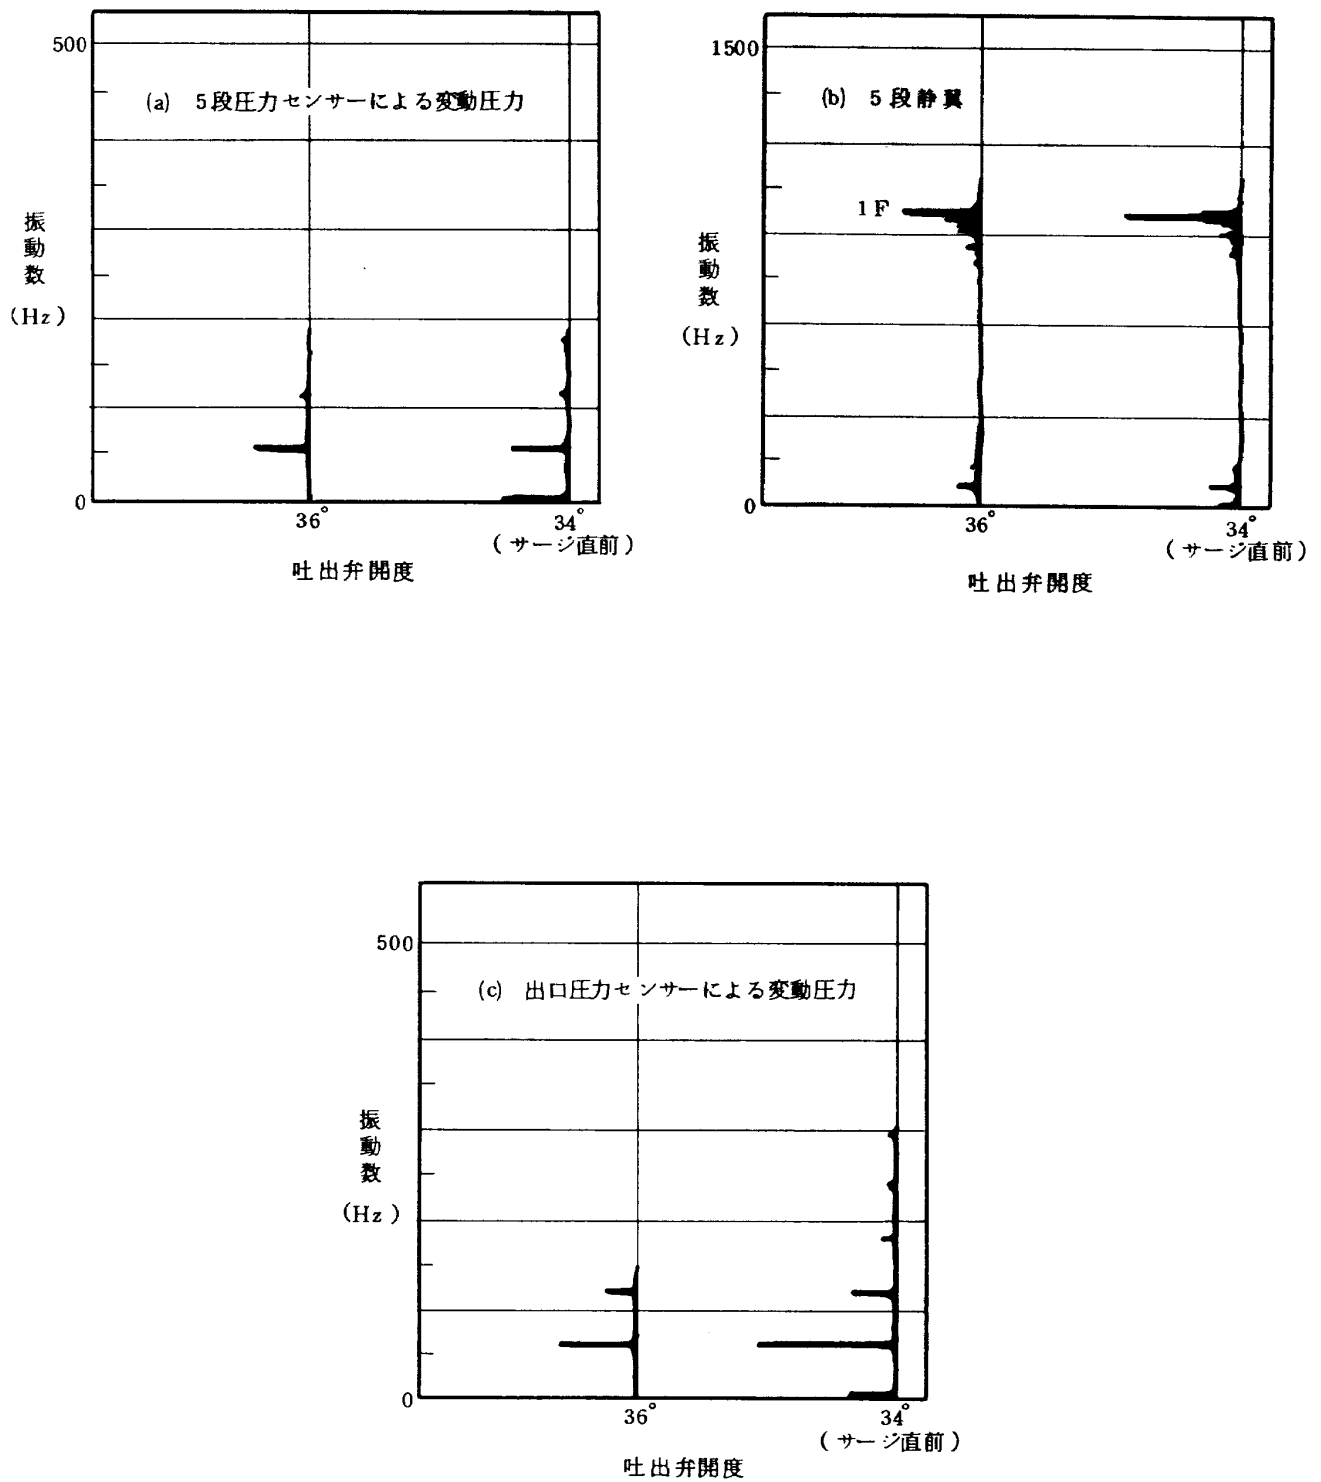 500
(a) 5段圧力センサーによる変動圧力
振動数
(Hz)
0
36°
34°
(サージ直前)
吐出弁開度
1500
(b) 5段静翼
1F
振動数
(Hz)
0
36°
34°
(サージ直前)
吐出弁開度
500
(c) 出口圧力センサーによる変動圧力
振動数
(Hz)
0
36°
34°
(サージ直前)
吐出弁開度